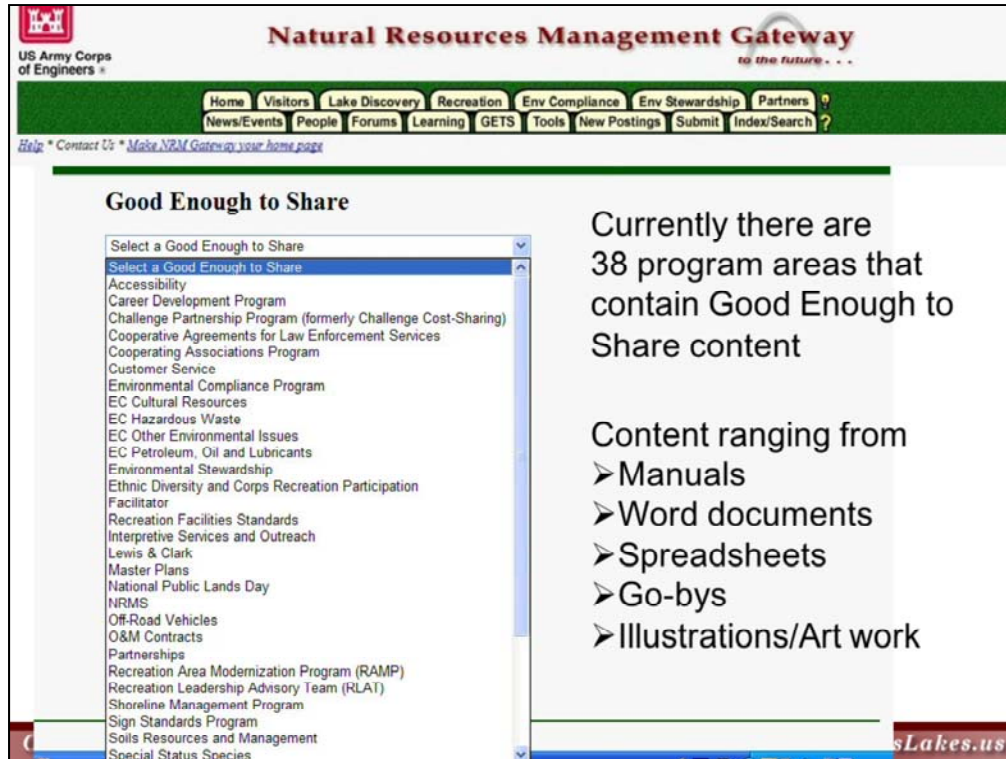 US Army Corps
of Engineers ®
Natural Resources Management Gateway
to the future . . .
Home Visitors Lake Discovery Recreation Env Compliance Env Stewardship Partners !
News/Events People Forums Learning GETS Tools New Postings Submit Index/Search ?
Help * Contact Us * Make NRM Gateway your home page
Good Enough to Share
Select a Good Enough to Share
Select a Good Enough to Share
Accessibility
Career Development Program
Challenge Partnership Program (formerly Challenge Cost-Sharing)
Cooperative Agreements for Law Enforcement Services
Cooperating Associations Program
Customer Service
Environmental Compliance Program
EC Cultural Resources
EC Hazardous Waste
EC Other Environmental Issues
EC Petroleum, Oil and Lubricants
Environmental Stewardship
Ethnic Diversity and Corps Recreation Participation
Facilitator
Recreation Facilities Standards
Interpretive Services and Outreach
Lewis & Clark
Master Plans
National Public Lands Day
NRMS
Off-Road Vehicles
O&M Contracts
Partnerships
Recreation Area Modernization Program (RAMP)
Recreation Leadership Advisory Team (RLAT)
Shoreline Management Program
Sign Standards Program
Soils Resources and Management
Special Status Species
Currently there are
38 program areas that
contain Good Enough to
Share content
Content ranging from
➢Manuals
➢Word documents
➢Spreadsheets
➢Go-bys
➢Illustrations/Art work
sLakes.us